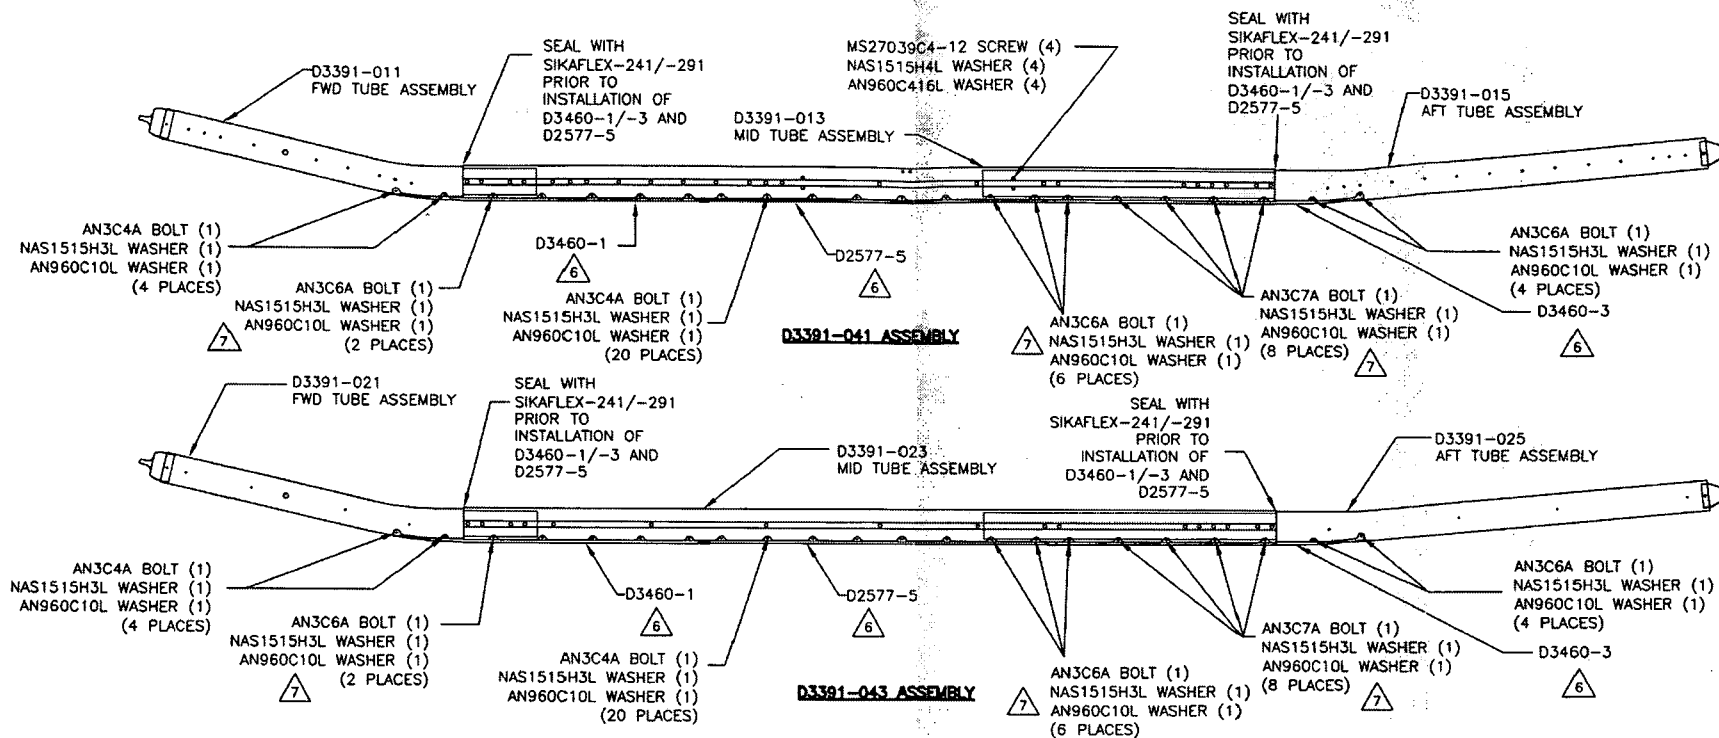 D3391-011
FWD TUBE ASSEMBLY
SEAL WITH
SIKAFLEX-241/-291
PRIOR TO
INSTALLATION OF
D3460-1/-3 AND
D2577-5
MS27039C4-12 SCREW (4)
NAS1515H4L WASHER (4)
AN960C416L WASHER (4)
D3391-013
MID TUBE ASSEMBLY
SEAL WITH
SIKAFLEX-241/-291
PRIOR TO
INSTALLATION OF
D3460-1/-3 AND
D2577-5
D3391-015
AFT TUBE ASSEMBLY
AN3C4A BOLT (1)
NAS1515H3L WASHER (1)
AN960C10L WASHER (1)
(4 PLACES)
AN3C6A BOLT (1)
NAS1515H3L WASHER (1)
AN960C10L WASHER (1)
(2 PLACES)
7
D3460-1
6
AN3C4A BOLT (1)
NAS1515H3L WASHER (1)
AN960C10L WASHER (1)
(20 PLACES)
D2577-5
6
D3391-041 ASSEMBLY
7
AN3C6A BOLT (1)
NAS1515H3L WASHER (1)
AN960C10L WASHER (1)
(6 PLACES)
AN3C7A BOLT (1)
NAS1515H3L WASHER (1)
AN960C10L WASHER (1)
(8 PLACES)
7
AN3C6A BOLT (1)
NAS1515H3L WASHER (1)
AN960C10L WASHER (1)
(4 PLACES)
D3460-3
6
D3391-021
FWD TUBE ASSEMBLY
SEAL WITH
SIKAFLEX-241/-291
PRIOR TO
INSTALLATION OF
D3460-1/-3 AND
D2577-5
D3391-023
MID TUBE ASSEMBLY
SEAL WITH
SIKAFLEX-241/-291
PRIOR TO
INSTALLATION OF
D3460-1/-3 AND
D2577-5
D3391-025
AFT TUBE ASSEMBLY
AN3C4A BOLT (1)
NAS1515H3L WASHER (1)
AN960C10L WASHER (1)
(4 PLACES)
AN3C6A BOLT (1)
NAS1515H3L WASHER (1)
AN960C10L WASHER (1)
(2 PLACES)
7
D3460-1
6
AN3C4A BOLT (1)
NAS1515H3L WASHER (1)
AN960C10L WASHER (1)
(20 PLACES)
D2577-5
6
D3391-043 ASSEMBLY
7
AN3C6A BOLT (1)
NAS1515H3L WASHER (1)
AN960C10L WASHER (1)
(6 PLACES)
AN3C7A BOLT (1)
NAS1515H3L WASHER (1)
AN960C10L WASHER (1)
(8 PLACES)
7
AN3C6A BOLT (1)
NAS1515H3L WASHER (1)
AN960C10L WASHER (1)
(4 PLACES)
D3460-3
6